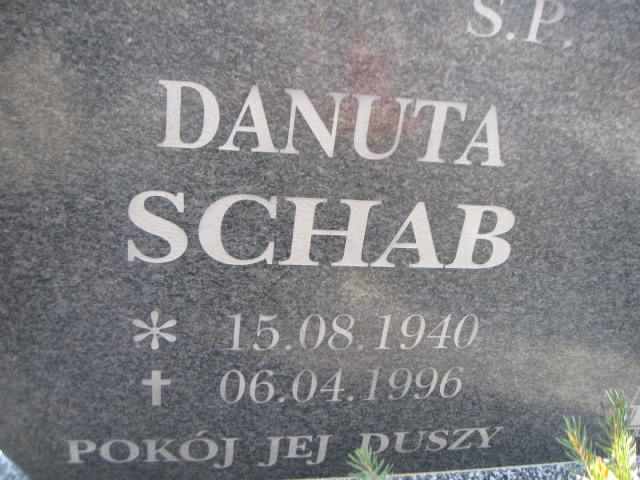 S.P.
DANUTA
SCHAB
* 15.08.1940
† 06.04.1996
POKÓJ JEJ DUSZY